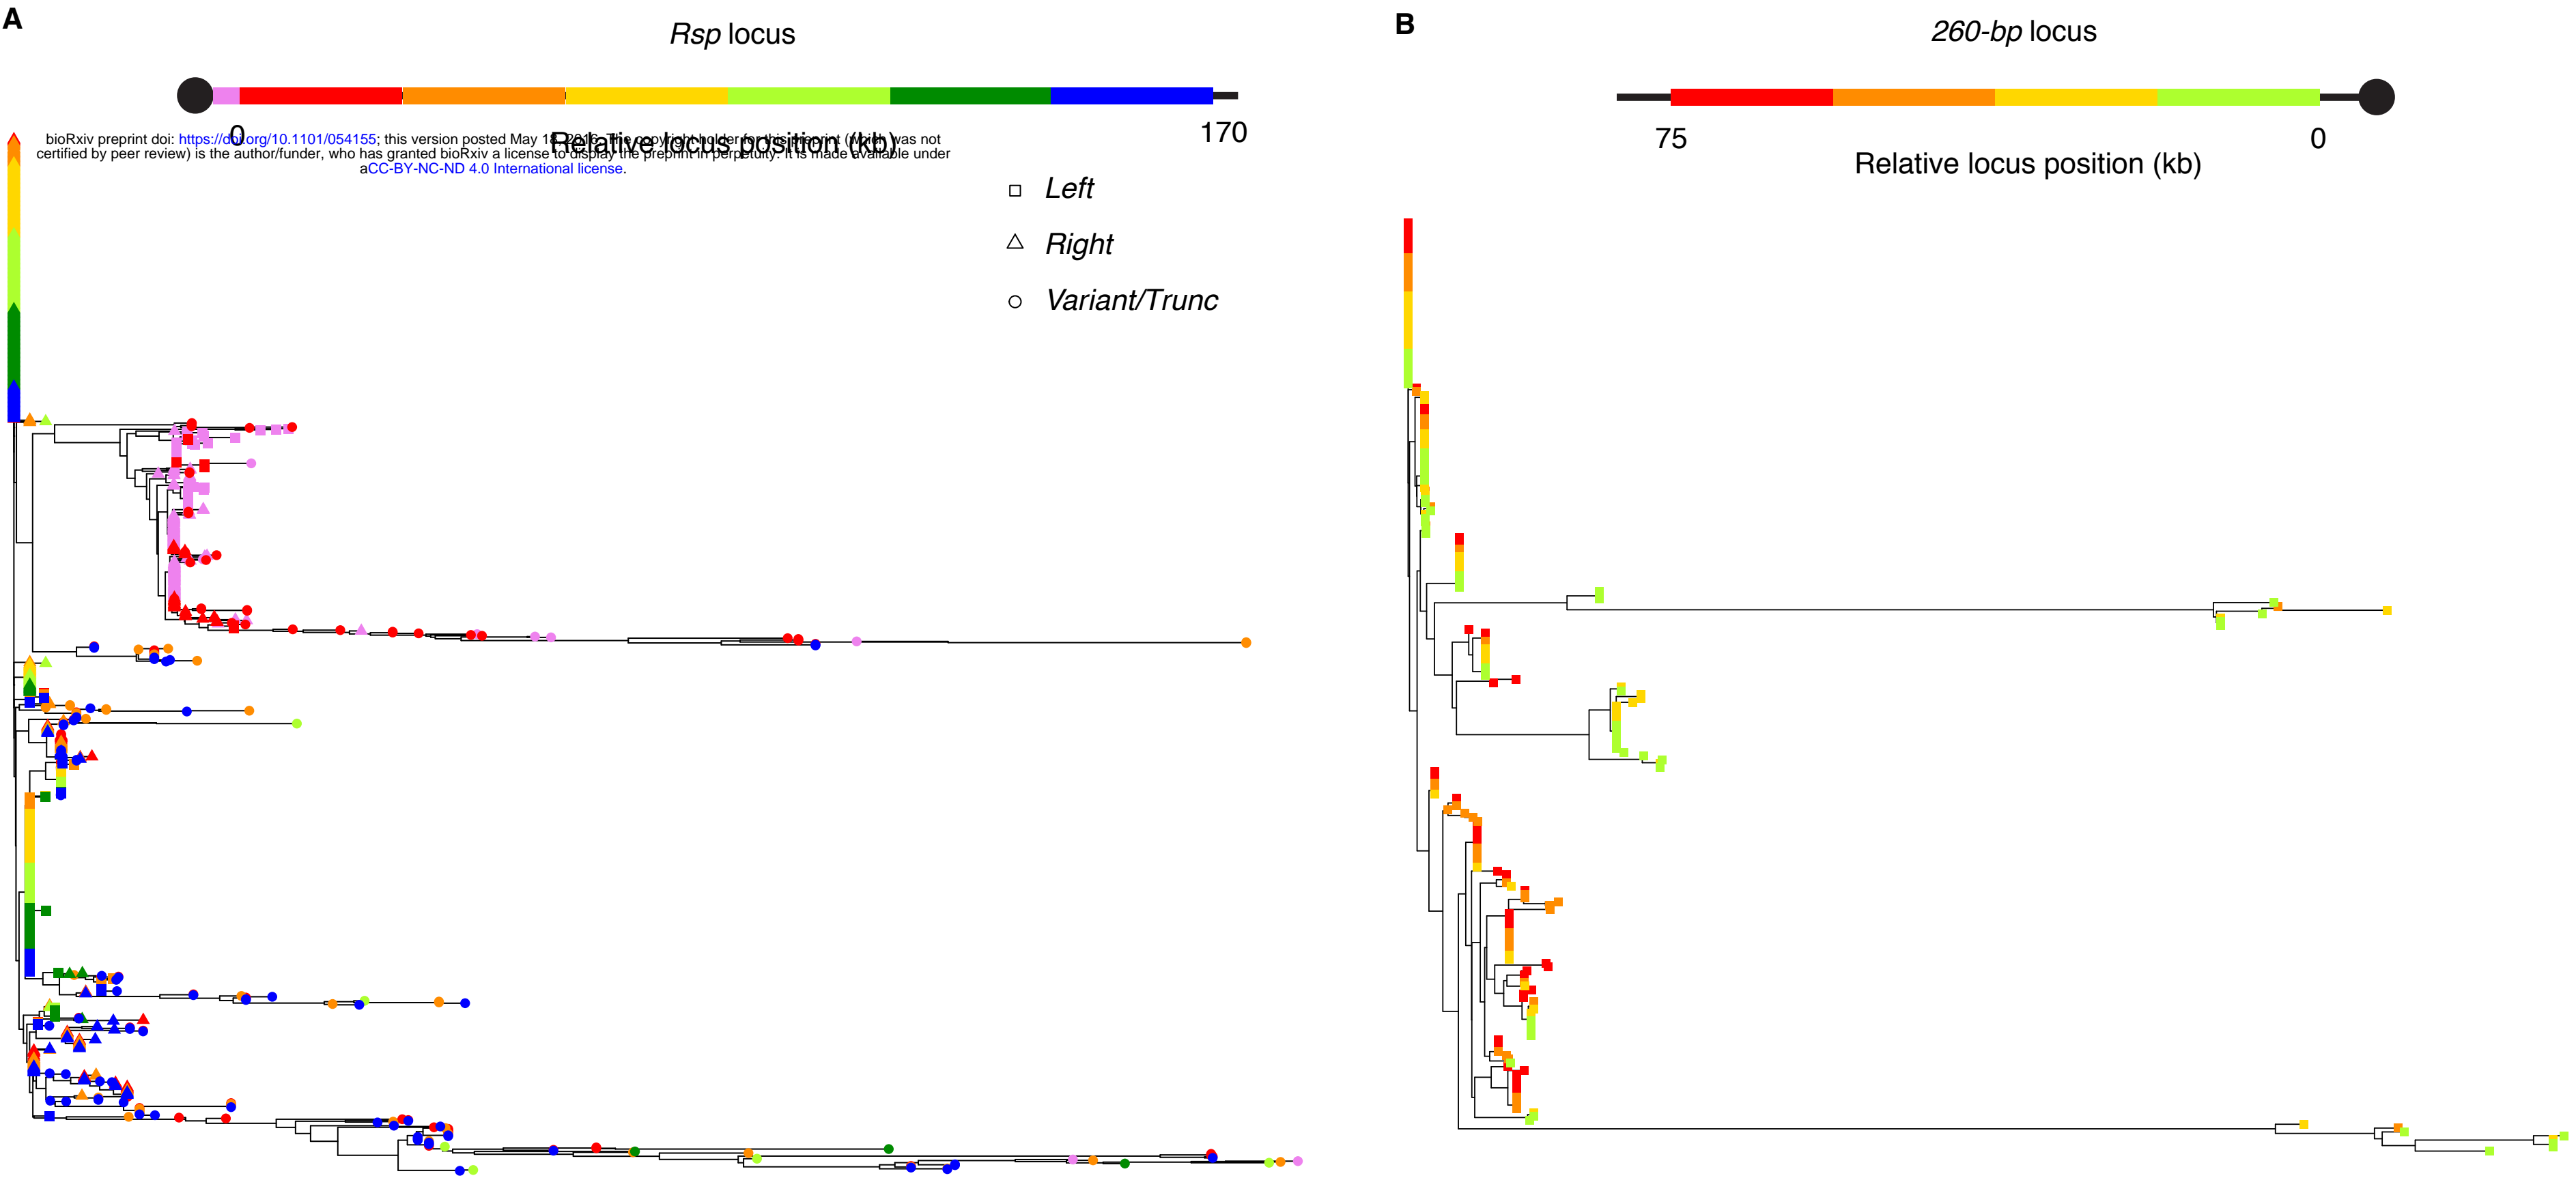 A
Rsp locus
B
260-bp locus
0
170
Relative locus position (kb)
bioRxiv preprint doi: https://doi.org/10.1101/054155; this version posted May 18, 2016. The copyright holder for this preprint (which was not
certified by peer review) is the author/funder, who has granted bioRxiv a license to display the preprint in perpetuity. It is made available under
aCC-BY-NC-ND 4.0 International license.
75
0
Relative locus position (kb)
Left
Right
Variant/Trunc